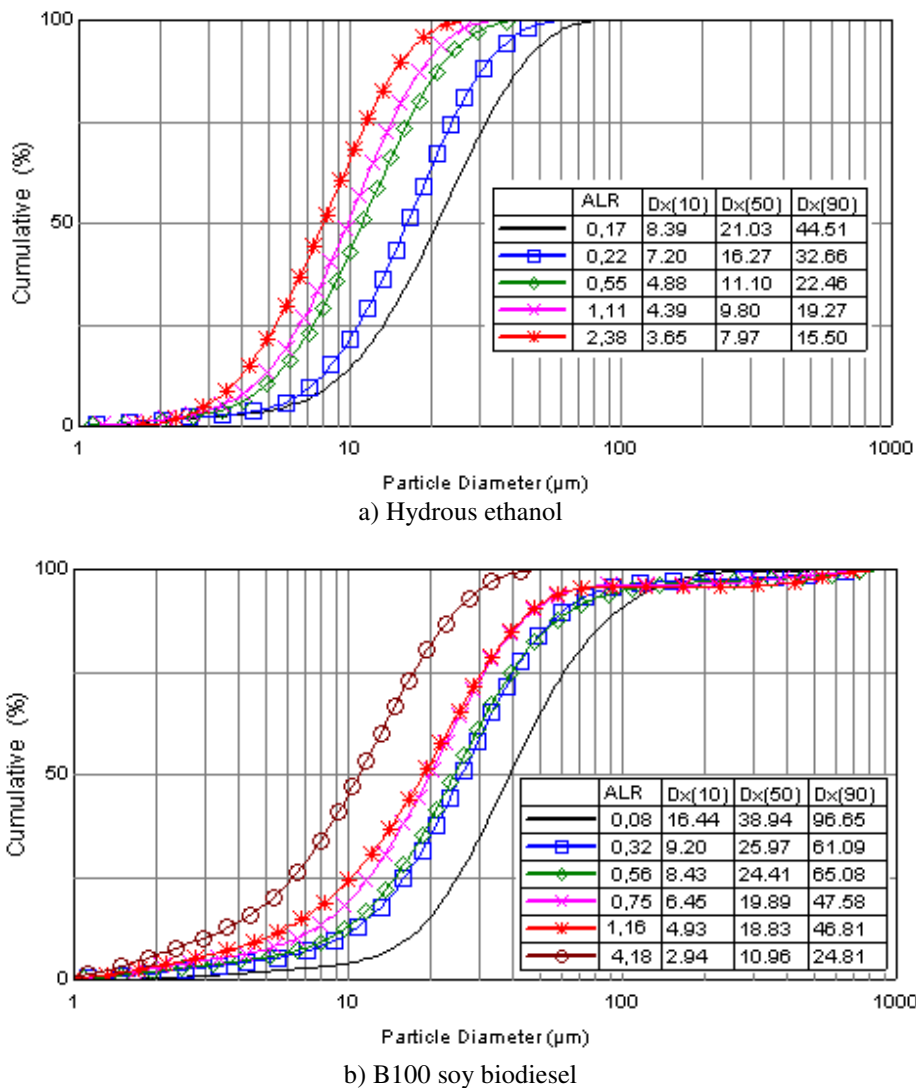 100
50
0
Cumulative (%)
1
10
100
1000
Particle Diameter (µm)
ALR Dx(10) Dx(50) Dx(90)
0,17 8.39 21.03 44.51
0,22 7.20 16.27 32.66
0,55 4.88 11.10 22.46
1,11 4.39 9.80 19.27
2,38 3.65 7.97 15.50
a) Hydrous ethanol
100
50
0
Cumulative (%)
1
10
100
1000
Particle Diameter (µm)
ALR Dx(10) Dx(50) Dx(90)
0,08 16.44 38.94 96.65
0,32 9.20 25.97 61.09
0,56 8.43 24.41 65.08
0,75 6.45 19.89 47.58
1,16 4.93 18.83 46.81
4,18 2.94 10.96 24.81
b) B100 soy biodiesel